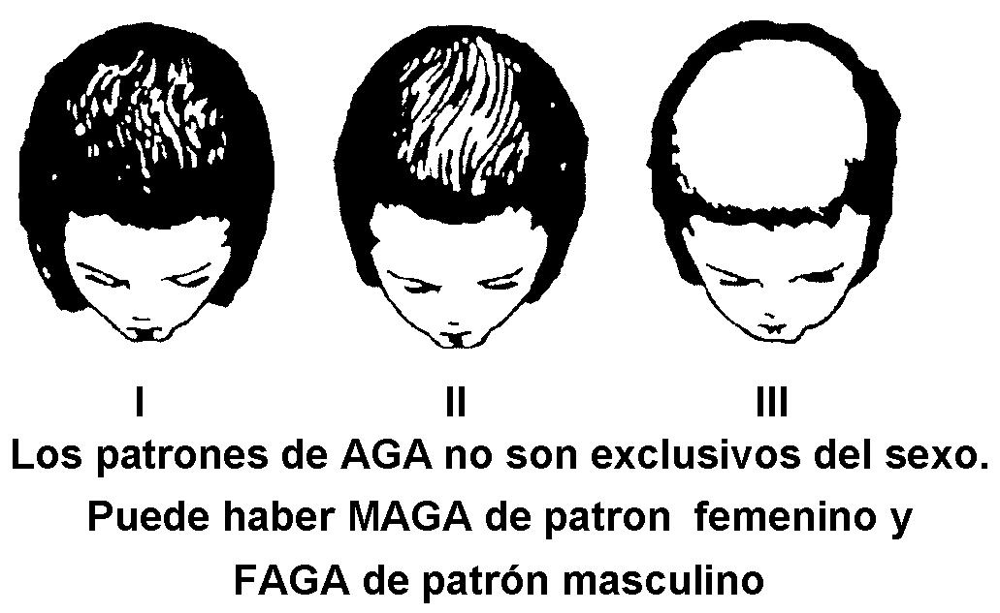 I II III
Los patrones de AGA no son exclusivos del sexo.
Puede haber MAGA de patron femenino y
FAGA de patrón masculino